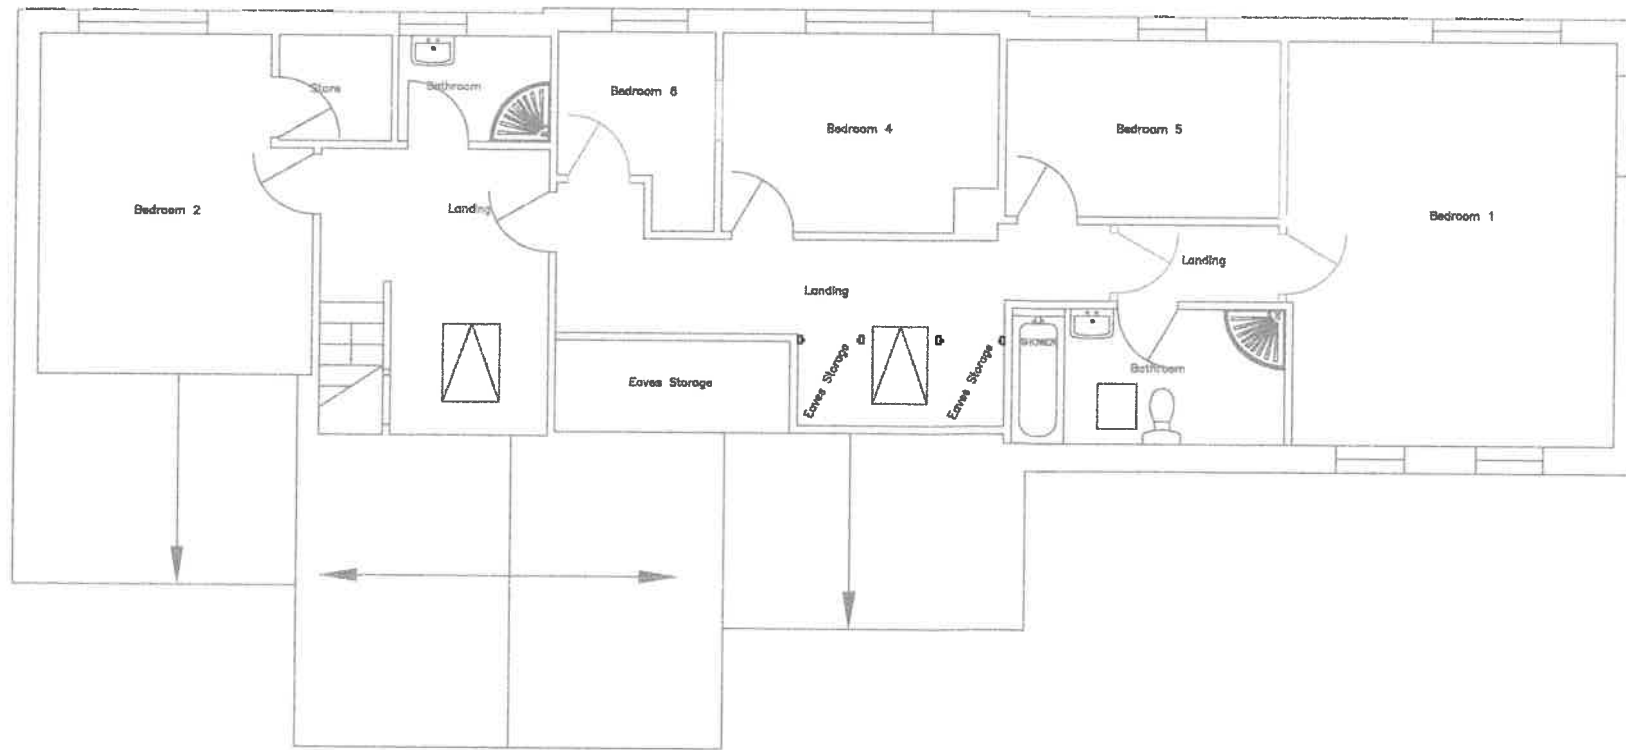 Store
Bathroom
Bedroom 6
Bedroom 4
Bedroom 5
Bedroom 2
Landing
Bedroom 1
Landing
Landing
SHOWER
Eaves Storage
Eaves Storage
Eaves Storage
Bathroom